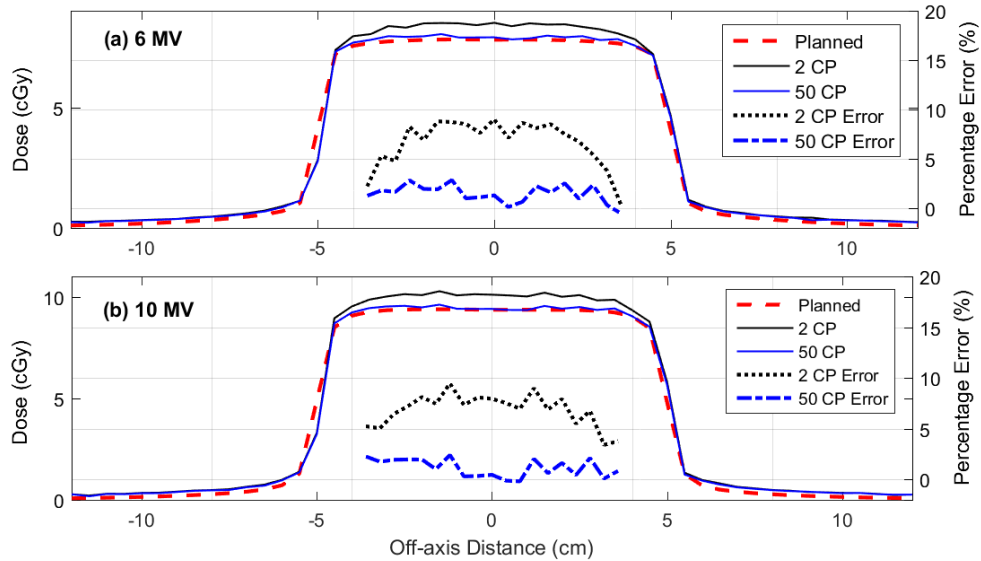 (a) 6 MV
Dose (cGy)
5
0
-10
-5
0
5
10
20
15
10
5
0
Percentage Error (%)
Planned
2 CP
50 CP
2 CP Error
50 CP Error
(b) 10 MV
Dose (cGy)
10
5
0
-10
-5
0
5
10
20
15
10
5
0
Percentage Error (%)
Planned
2 CP
50 CP
2 CP Error
50 CP Error
Off-axis Distance (cm)